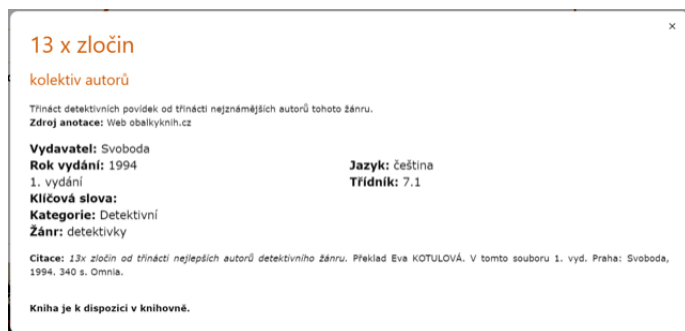 ×
13 x zločin
kolektiv autorů
Třináct detektivních povídek od třinácti nejznámějších autorů tohoto žánru.
Zdroj anotace: Web obalkyknih.cz
Vydavatel: Svoboda
Rok vydání: 1994 Jazyk: čeština
1. vydání Třídník: 7.1
Klíčová slova:
Kategorie: Detektivní
Žánr: detektivky
Citace: 13x zločin od třinácti nejlepších autorů detektivního žánru. Překlad Eva KOTULOVÁ. V tomto souboru 1. vyd. Praha: Svoboda,
1994. 340 s. Omnia.
Kniha je k dispozici v knihovně.